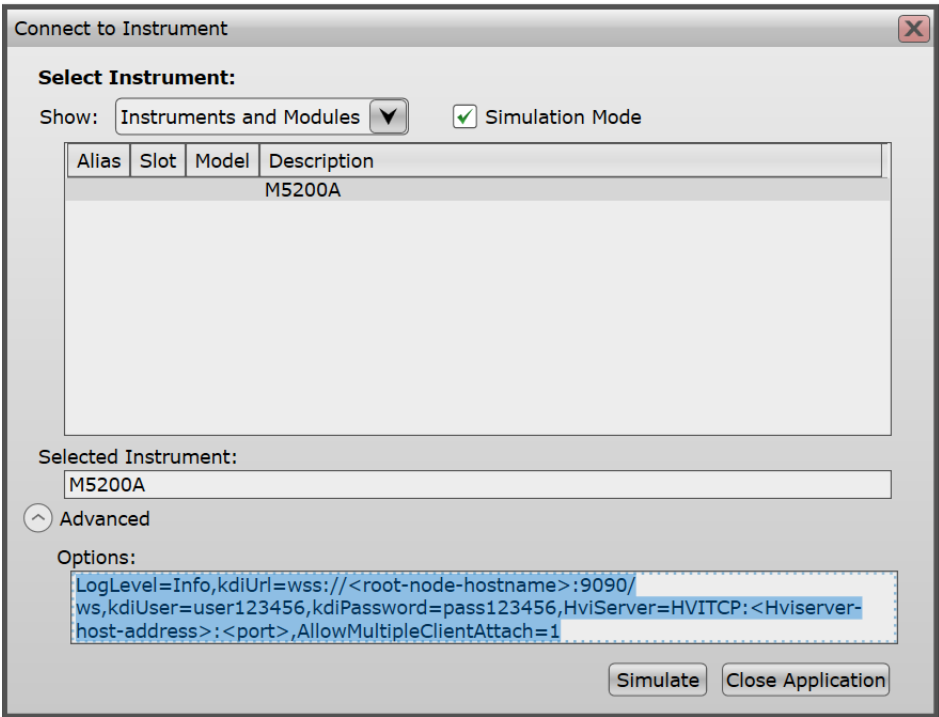 Connect to Instrument
Select Instrument:
Show: Instruments and Modules Simulation Mode
Alias Slot Model Description
M5200A
Selected Instrument:
M5200A
Advanced
Options:
LogLevel=Info,kdiUrl=wss://<root-node-hostname>:9090/
ws,kdiUser=user123456,kdiPassword=pass123456,HviServer=HVITCP:<Hviserver-
host-address>:<port>,AllowMultipleClientAttach=1
Simulate Close Application